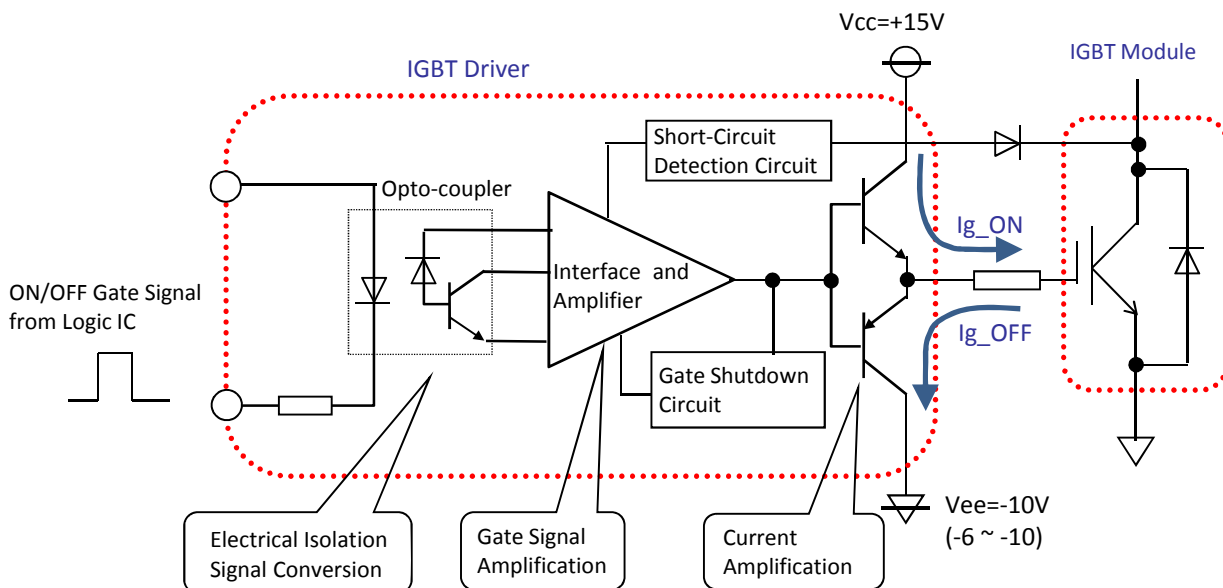 Vcc=+15V
IGBT Driver
IGBT Module
Short-Circuit
Detection Circuit
Opto-coupler
Ig_ON
Interface and
Amplifier
ON/OFF Gate Signal
from Logic IC
Ig_OFF
Gate Shutdown
Circuit
Electrical Isolation
Signal Conversion
Gate Signal
Amplification
Current
Amplification
Vee=-10V
(-6 ~ -10)